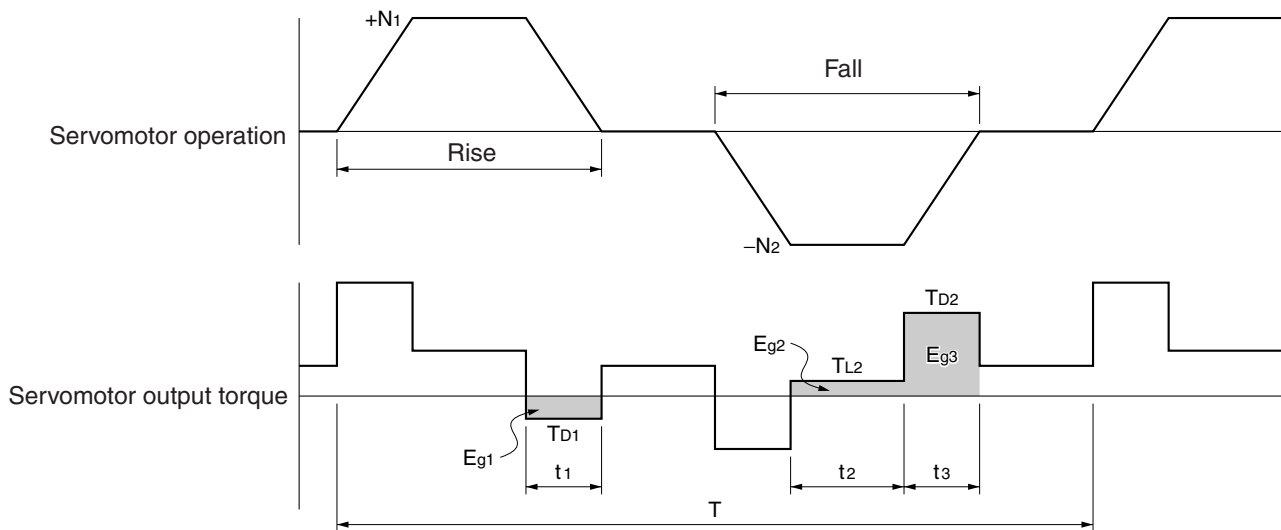 +N1
Fall
Servomotor operation
Rise
–N2
TD2
Eg2
TL2
Eg3
Servomotor output torque
TD1
Eg1
t1
t2
t3
T